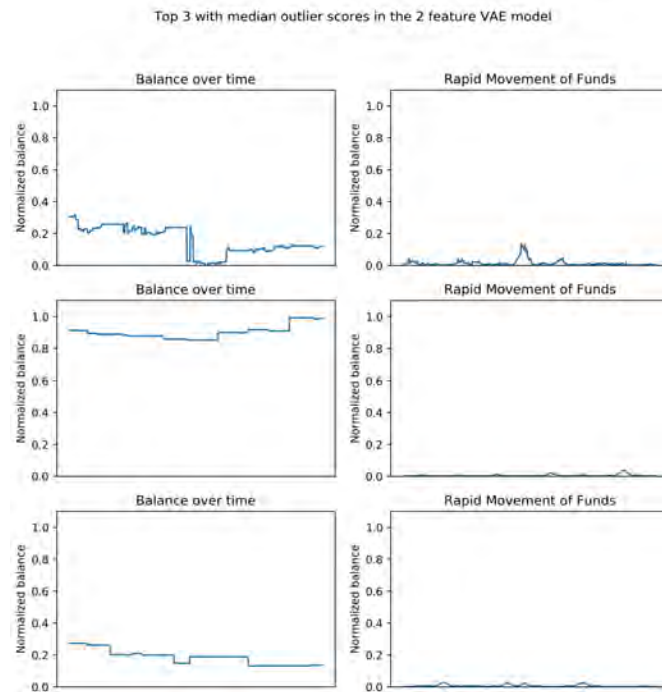 Top 3 with median outlier scores in the 2 feature VAE model
Balance over time
Rapid Movement of Funds
Normalized balance
1.0
0.8
0.6
0.4
0.2
0.0
Normalized balance
1.0
0.8
0.6
0.4
0.2
0.0
Balance over time
Rapid Movement of Funds
Normalized balance
1.0
0.8
0.6
0.4
0.2
0.0
Normalized balance
1.0
0.8
0.6
0.4
0.2
0.0
Balance over time
Rapid Movement of Funds
Normalized balance
1.0
0.8
0.6
0.4
0.2
0.0
Normalized balance
1.0
0.8
0.6
0.4
0.2
0.0